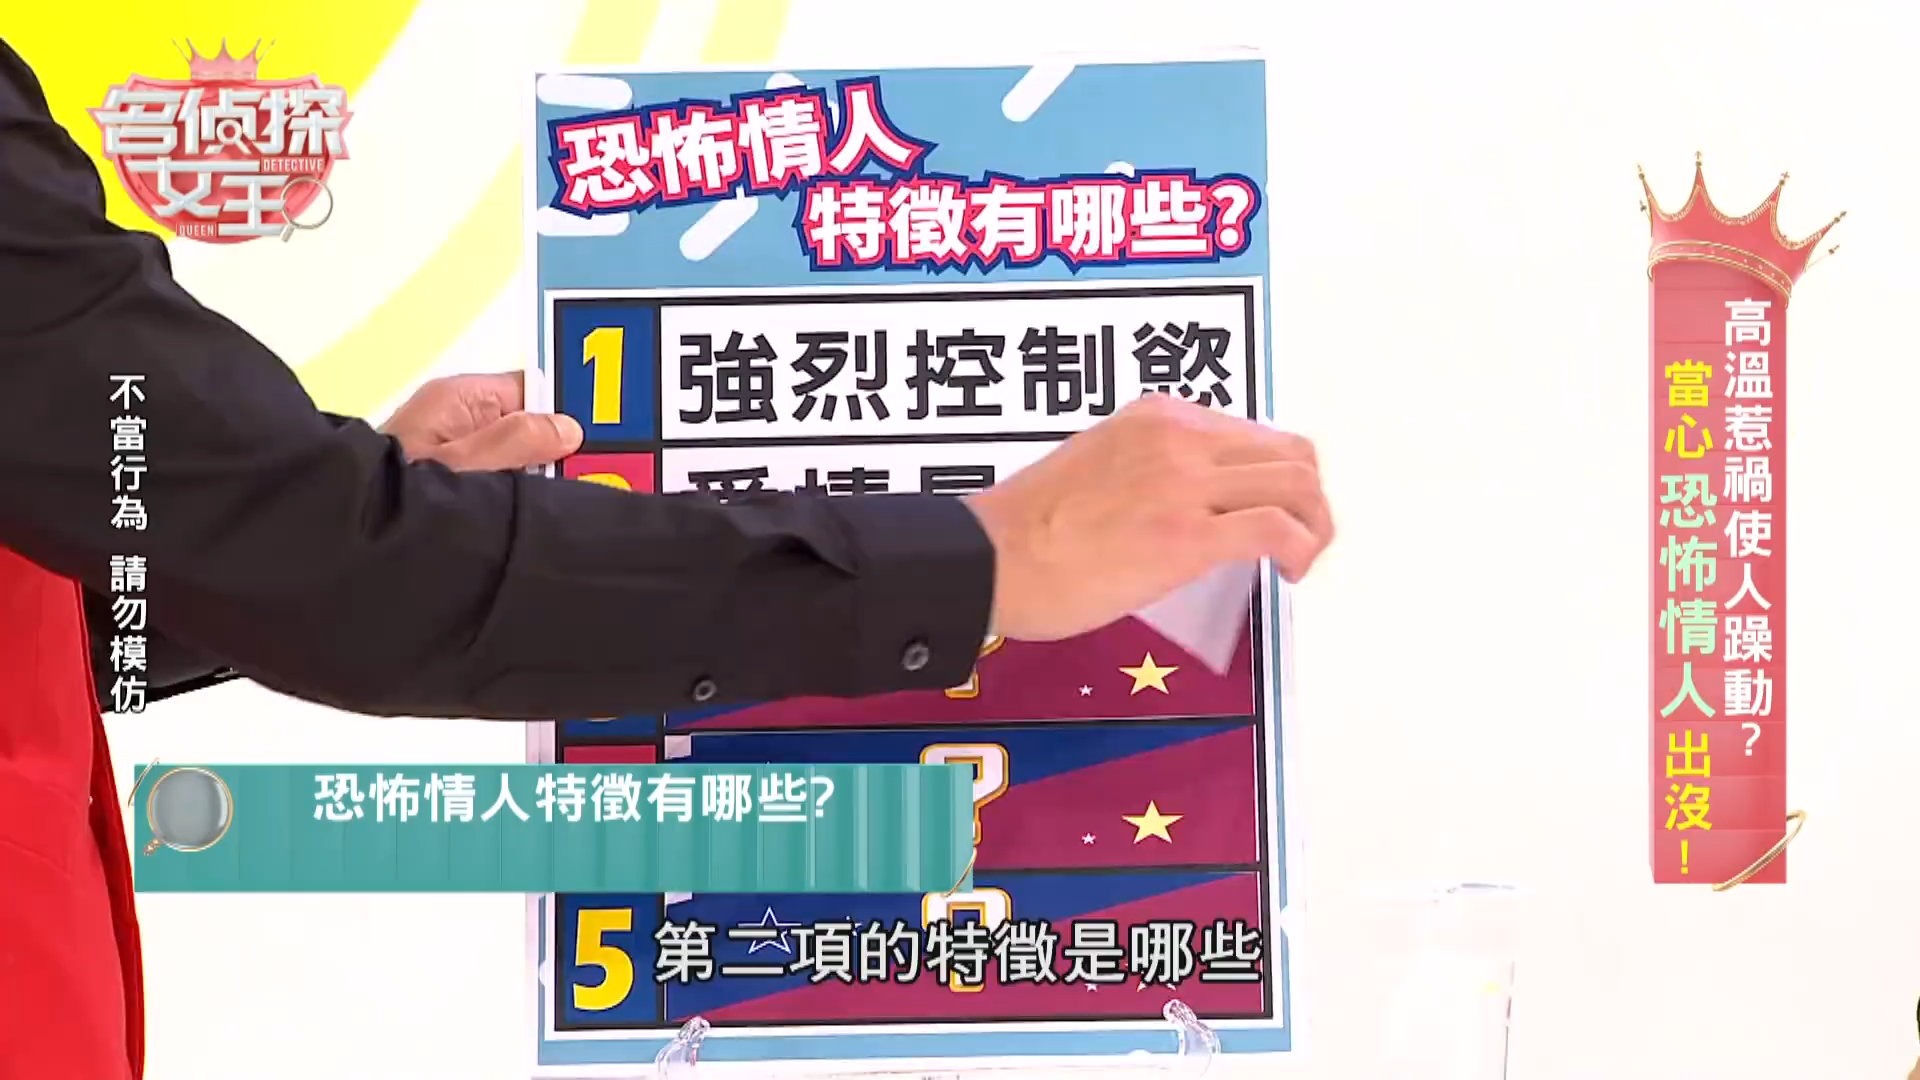 名偵探
DETECTIVE
女王
QUEEN
不當行為 請勿模仿
恐怖情人
特徵有哪些?
1
強烈控制慾
愛情
5
恐怖情人特徵有哪些?
第二項的特徵是哪些
高溫惹禍使人躁動?
當心恐怖情人出沒!